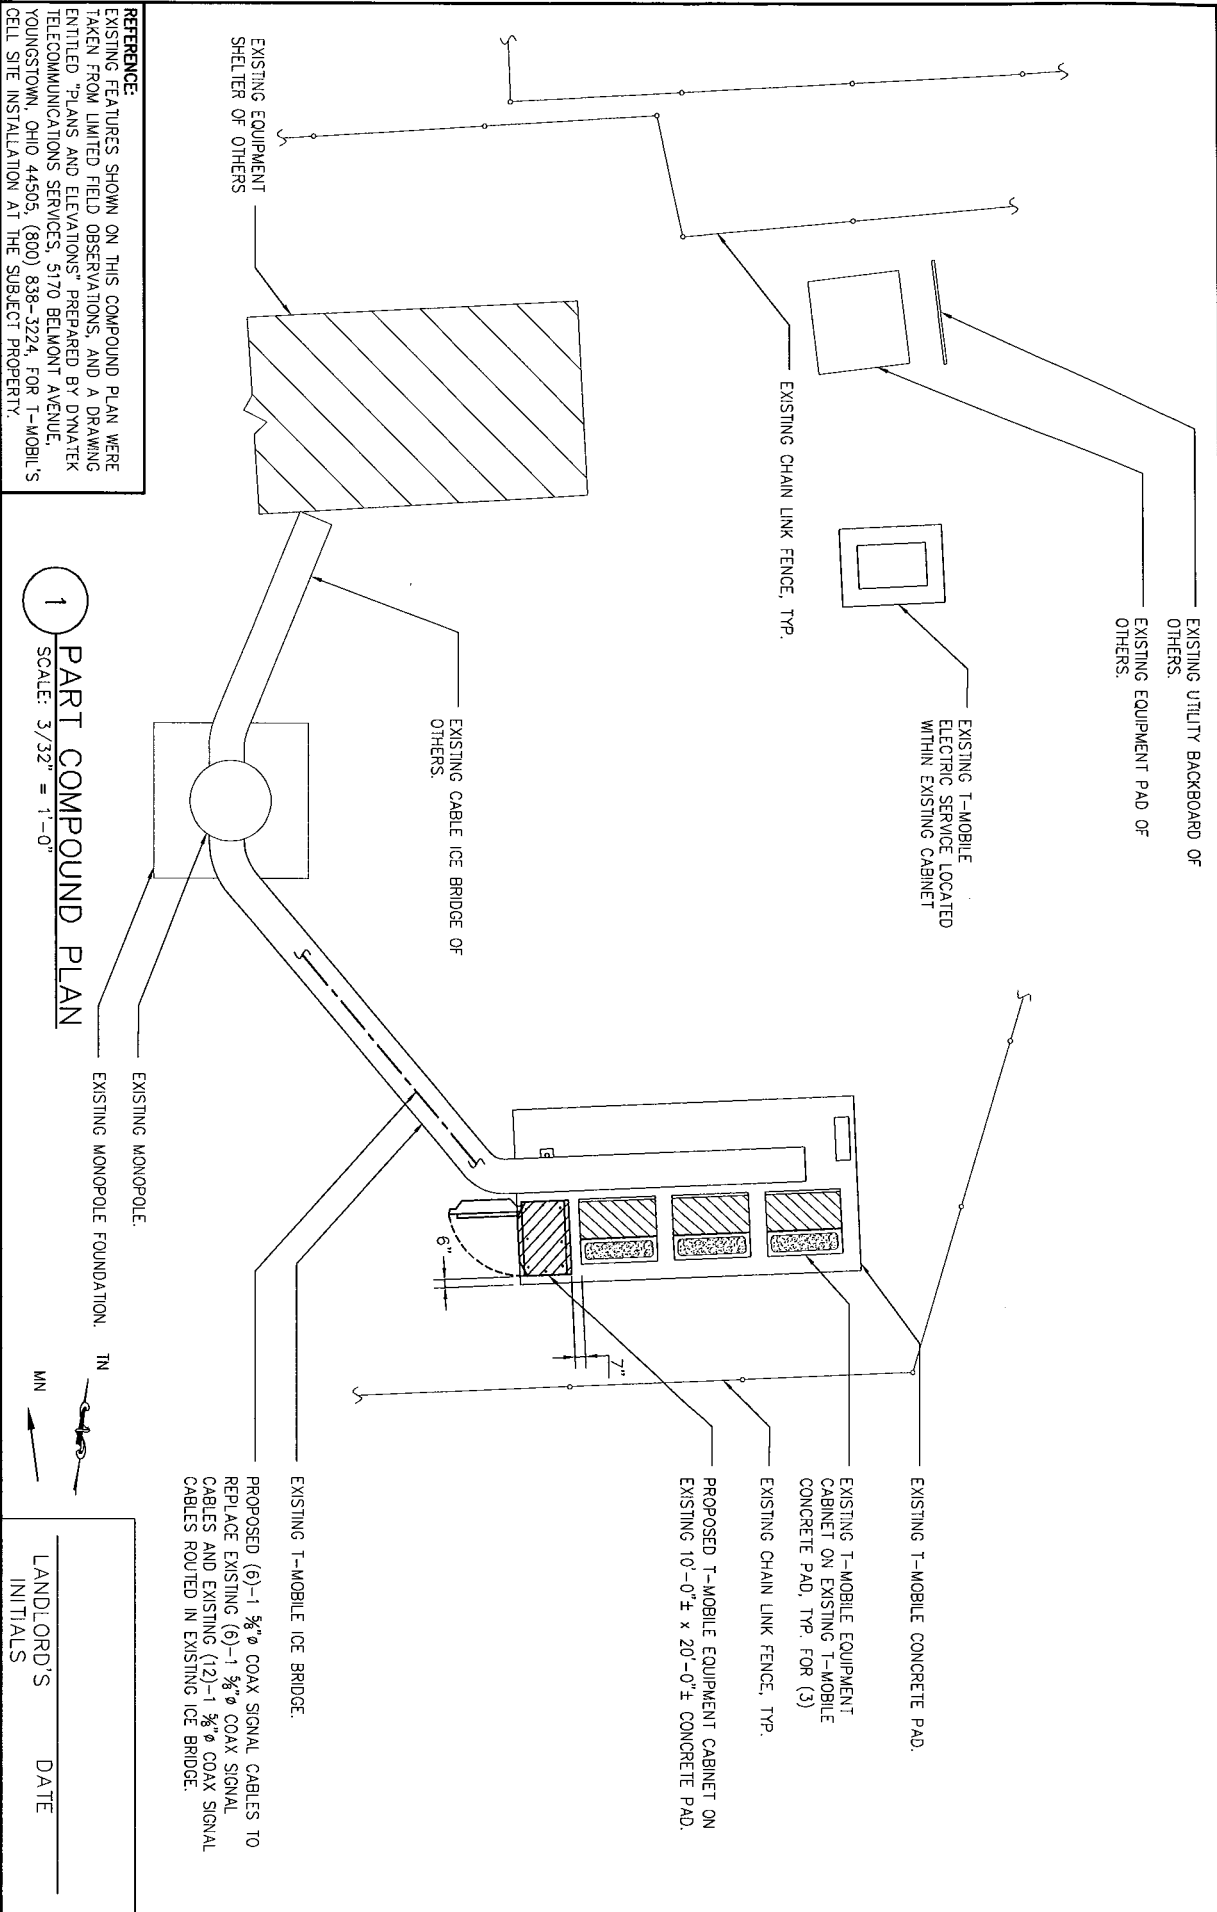 EXISTING UTILITY BACKBOARD OF
OTHERS.
EXISTING EQUIPMENT PAD OF
OTHERS.
EXISTING T-MOBILE
ELECTRIC SERVICE LOCATED
WITHIN EXISTING CABINET
EXISTING CHAIN LINK FENCE, TYP.
EXISTING EQUIPMENT
SHELTER OF OTHERS
EXISTING CABLE ICE BRIDGE OF
OTHERS.
EXISTING T-MOBILE CONCRETE PAD.
EXISTING T-MOBILE EQUIPMENT
CABINET ON EXISTING T-MOBILE
CONCRETE PAD, TYP. FOR (3)
EXISTING CHAIN LINK FENCE, TYP.
PROPOSED T-MOBILE EQUIPMENT CABINET ON
EXISTING 10'-0"± x 20'-0"± CONCRETE PAD.
7"
6"
EXISTING T-MOBILE ICE BRIDGE.
PROPOSED (6)-1 5/8"ø COAX SIGNAL CABLES TO
REPLACE EXISTING (6)-1 5/8"ø COAX SIGNAL
CABLES AND EXISTING (12)-1 5/8"ø COAX SIGNAL
CABLES ROUTED IN EXISTING ICE BRIDGE.
EXISTING MONOPOLE.
EXISTING MONOPOLE FOUNDATION.
TN
MN
REFERENCE:
EXISTING FEATURES SHOWN ON THIS COMPOUND PLAN WERE
TAKEN FROM LIMITED FIELD OBSERVATIONS, AND A DRAWING
ENTITLED "PLANS AND ELEVATIONS" PREPARED BY DYNATEK
TELECOMMUNICATIONS SERVICES, 5170 BELMONT AVENUE,
YOUNGSTOWN, OHIO 44505, (800) 838-3224, FOR T-MOBIL'S
CELL SITE INSTALLATION AT THE SUBJECT PROPERTY.
1
PART COMPOUND PLAN
SCALE: 3/32" = 1'-0"
LANDLORD'S DATE
INITIALS